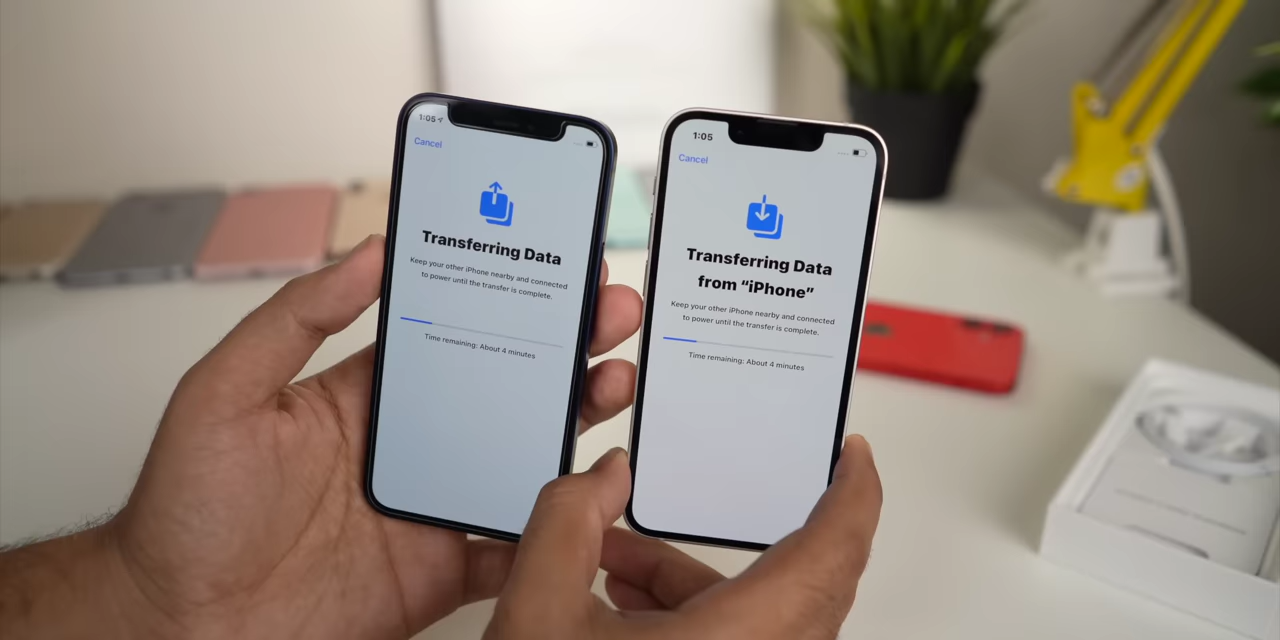 1:05
Cancel
Transferring Data
Keep your other iPhone nearby and connected
to power until the transfer is complete.
Time remaining: About 4 minutes
1:05
Cancel
Transferring Data
from “iPhone”
Keep your other iPhone nearby and connected
to power until the transfer is complete.
Time remaining: About 4 minutes